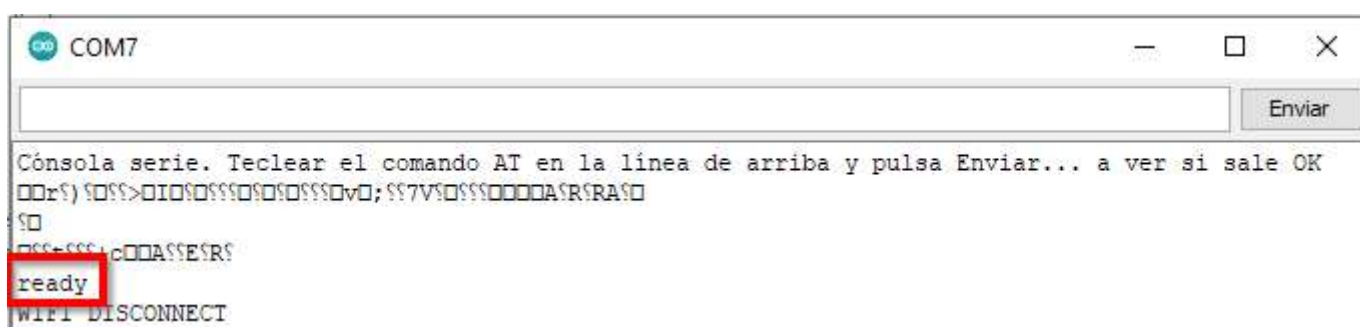 COM7
Enviar
Cónsola serie. Teclear el comando AT en la línea de arriba y pulsa Enviar... a ver si sale OK
ready
WIFI DISCONNECT